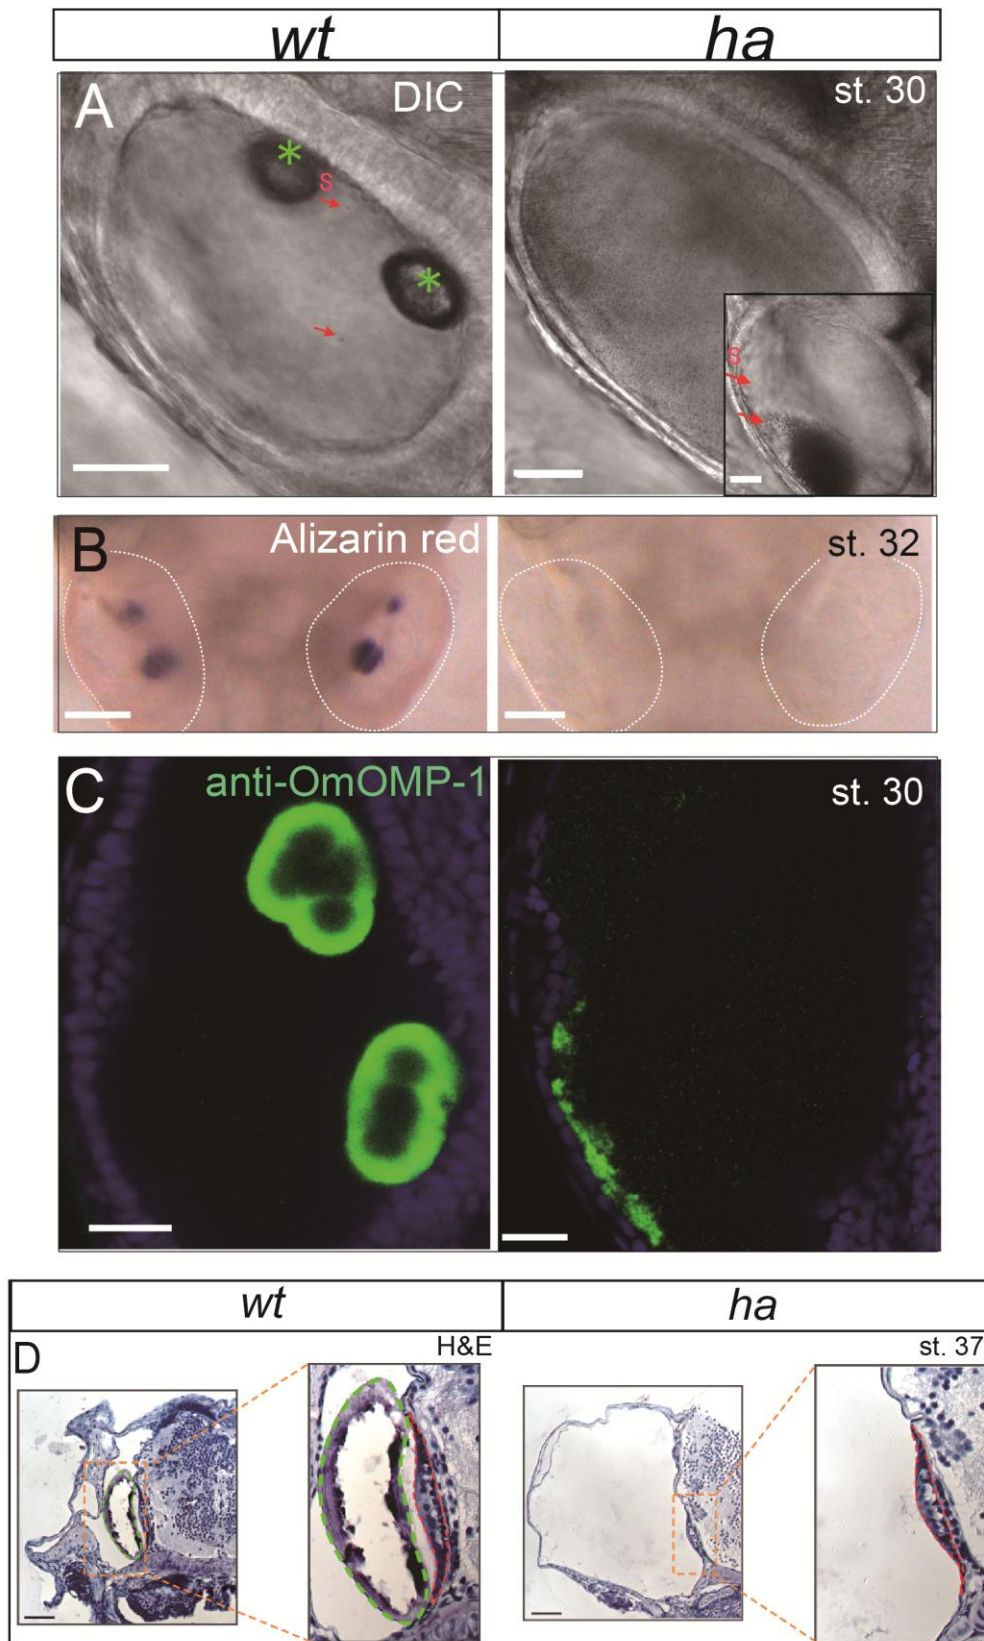 wt ha
A DIC st. 30
* s
*
s
B Alizarin red st. 32
C anti-OmOMP-1 st. 30
wt ha
D H&E st. 37